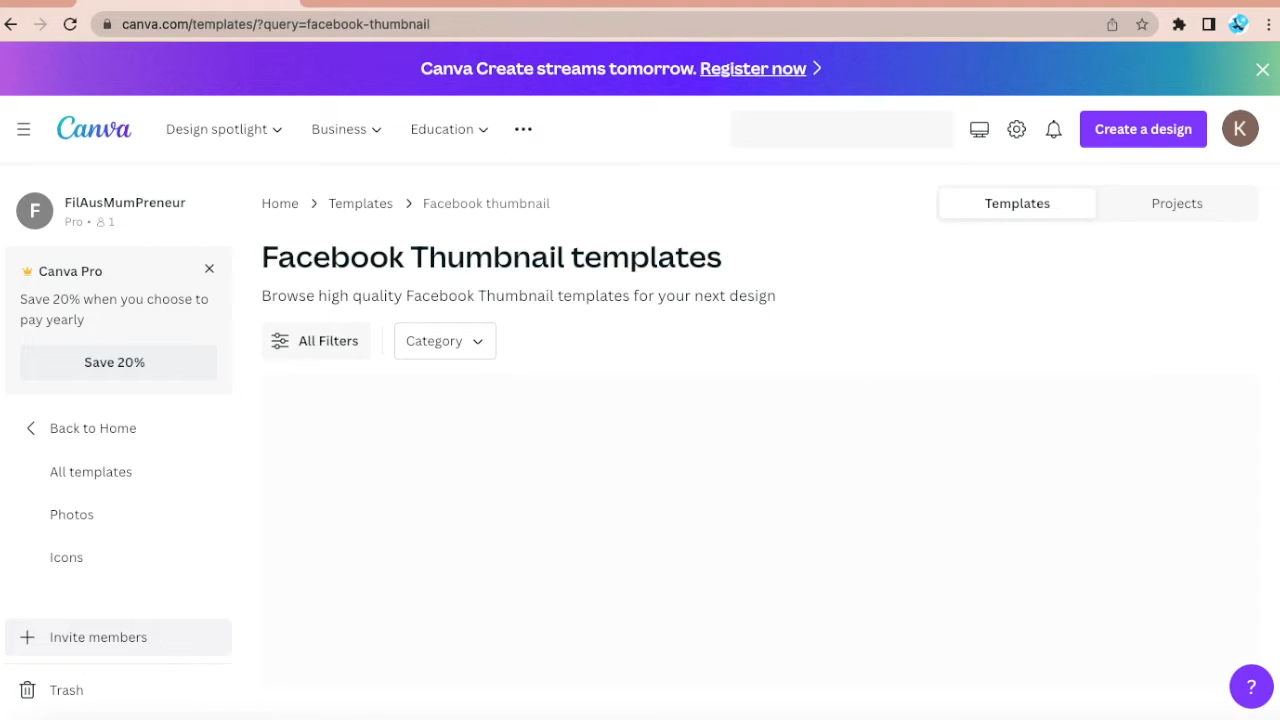 canva.com/templates/?query=facebook-thumbnail
Canva Create streams tomorrow. Register now
Canva
Design spotlight
Business
Education
Create a design
K
F
FilAusMumPreneur
Pro • 1
Home
Templates
Facebook thumbnail
Templates
Projects
Canva Pro
Save 20% when you choose to
pay yearly
Save 20%
Facebook Thumbnail templates
Browse high quality Facebook Thumbnail templates for your next design
All Filters
Category
Back to Home
All templates
Photos
Icons
Invite members
Trash
?